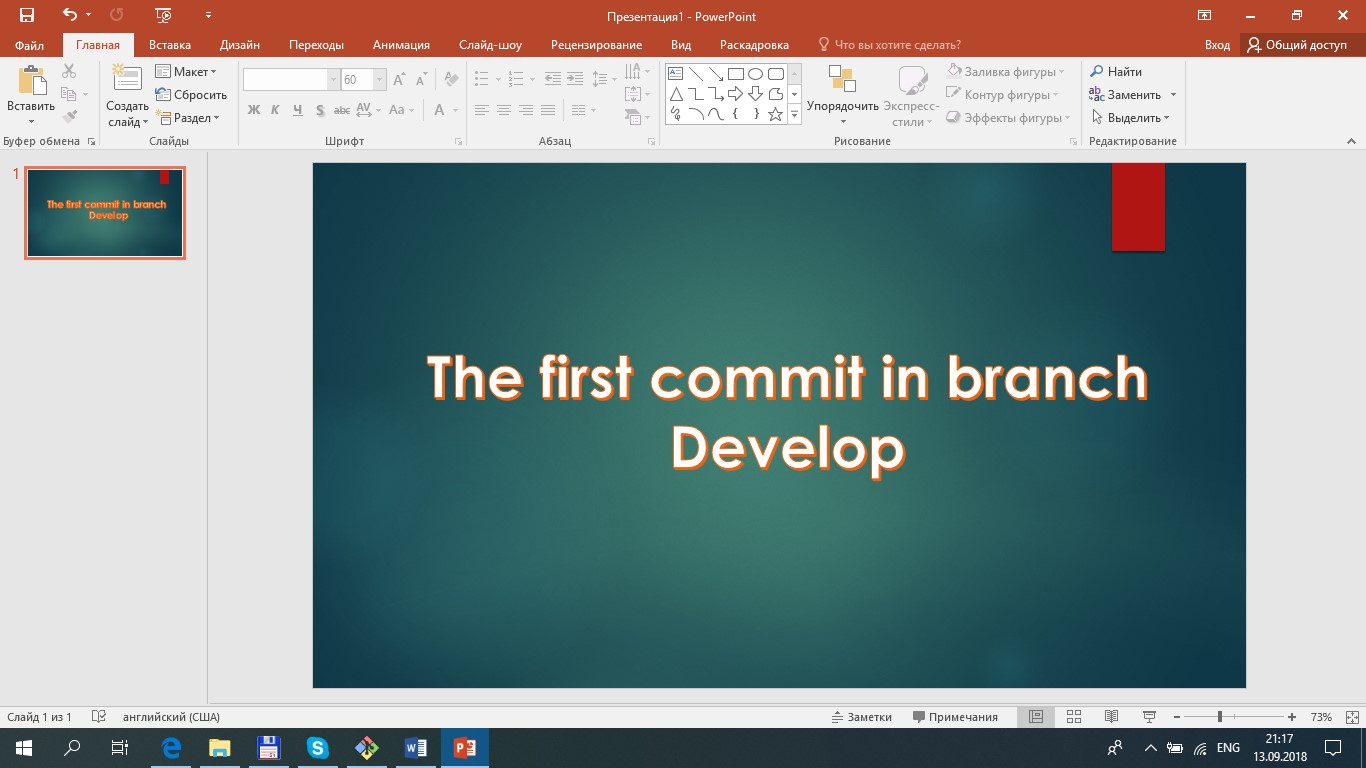 Презентация1 - PowerPoint
Файл Главная Вставка Дизайн Переходы Анимация Слайд-шоу Рецензирование Вид Раскадровка Что вы хотите сделать? Вход Общий доступ
Вставить
Буфер обмена
Создать слайд
Макет
Сбросить
Раздел
Слайды
60
Ж К Ч S abc AV Aa A
Шрифт
Абзац
Упорядочить
Экспресс-стили
Заливка фигуры
Контур фигуры
Эффекты фигуры
Рисование
Найти
Заменить
Выделить
Редактирование
1
The first commit in branch
Develop
The first commit in branch
Develop
Слайд 1 из 1 английский (США) Заметки Примечания 73%
ENG
21:17
13.09.2018